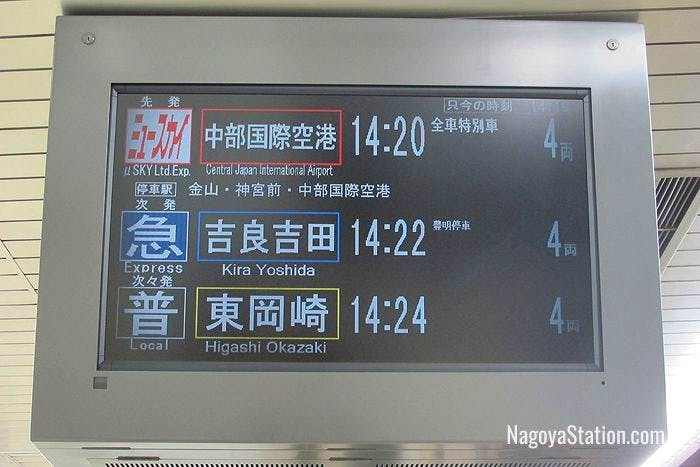 只今の時刻
先発
ミュースカイ 中部国際空港 14:20 全車特別車 4両
μ SKY Ltd.Exp. Central Japan International Airport
停車駅 金山・神宮前・中部国際空港
次発
急 吉良吉田 14:22 豊明停車 4両
Express Kira Yoshida
次々発
普 東岡崎 14:24 4両
Local Higashi Okazaki
NagoyaStation.com